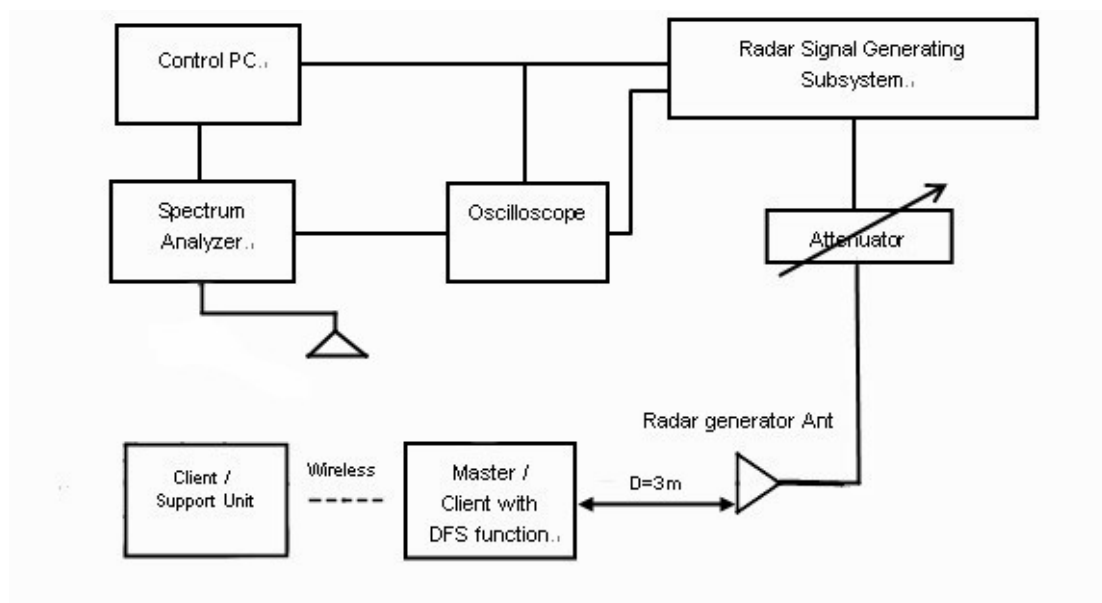 Control PC.
Radar Signal Generating
Subsystem.
Spectrum
Analyzer.
Oscilloscope
Attenuator
Radar generator Ant
Client /
Support Unit
Wireless
Master /
Client with
DFS function.
D=3m